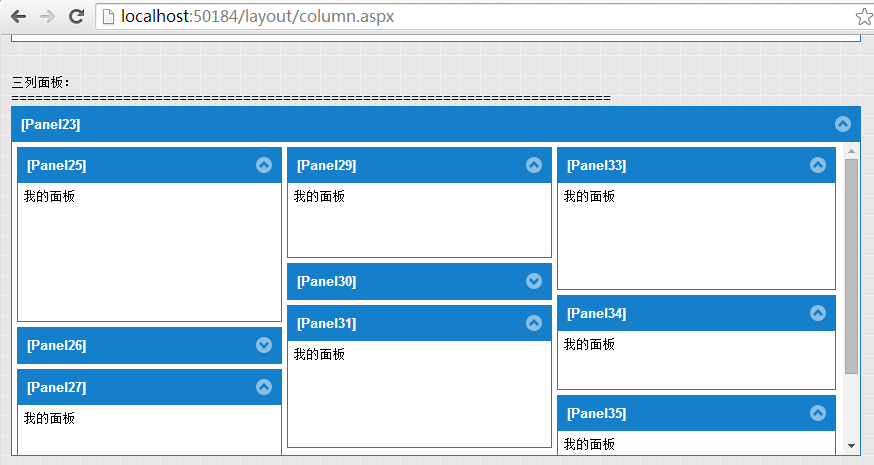 localhost:50184/layout/column.aspx
三列面板：
===========================================================================
[Panel23]
[Panel25]
我的面板
[Panel26]
[Panel27]
我的面板
[Panel29]
我的面板
[Panel30]
[Panel31]
我的面板
[Panel33]
我的面板
[Panel34]
我的面板
[Panel35]
我的面板